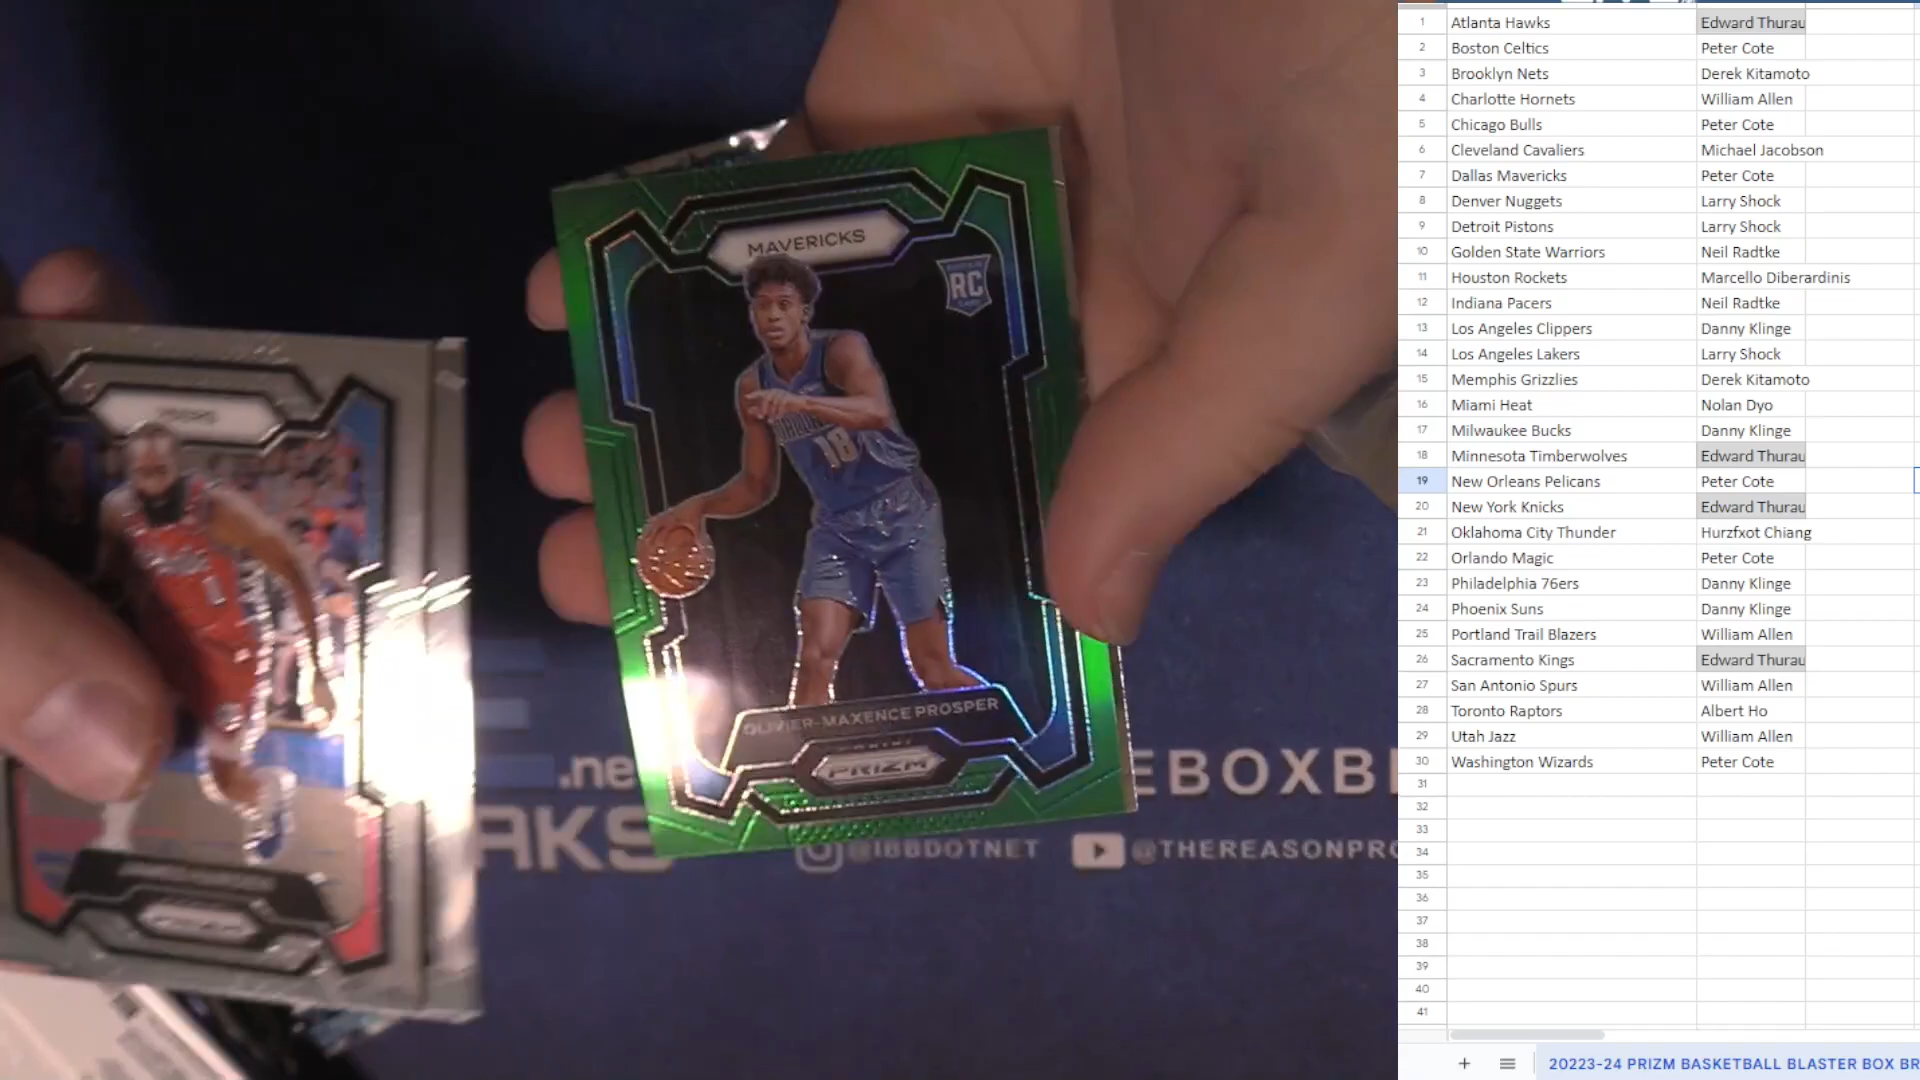 MAVERICKS
RC
18
OLIVIER-MAXENCE PROSPER
PRIZM
1
.ne
AKS
EBOXB
@IBBDOTNET
@THEREASONPR
1 Atlanta Hawks Edward Thurau
2 Boston Celtics Peter Cote
3 Brooklyn Nets Derek Kitamoto
4 Charlotte Hornets William Allen
5 Chicago Bulls Peter Cote
6 Cleveland Cavaliers Michael Jacobson
7 Dallas Mavericks Peter Cote
8 Denver Nuggets Larry Shock
9 Detroit Pistons Larry Shock
10 Golden State Warriors Neil Radtke
11 Houston Rockets Marcello Diberardinis
12 Indiana Pacers Neil Radtke
13 Los Angeles Clippers Danny Klinge
14 Los Angeles Lakers Larry Shock
15 Memphis Grizzlies Derek Kitamoto
16 Miami Heat Nolan Dyo
17 Milwaukee Bucks Danny Klinge
18 Minnesota Timberwolves Edward Thurau
19 New Orleans Pelicans Peter Cote
20 New York Knicks Edward Thurau
21 Oklahoma City Thunder Hurzfxot Chiang
22 Orlando Magic Peter Cote
23 Philadelphia 76ers Danny Klinge
24 Phoenix Suns Danny Klinge
25 Portland Trail Blazers William Allen
26 Sacramento Kings Edward Thurau
27 San Antonio Spurs William Allen
28 Toronto Raptors Albert Ho
29 Utah Jazz William Allen
30 Washington Wizards Peter Cote
31
32
33
34
35
36
37
38
39
40
41
20223-24 PRIZM BASKETBALL BLASTER BOX BR